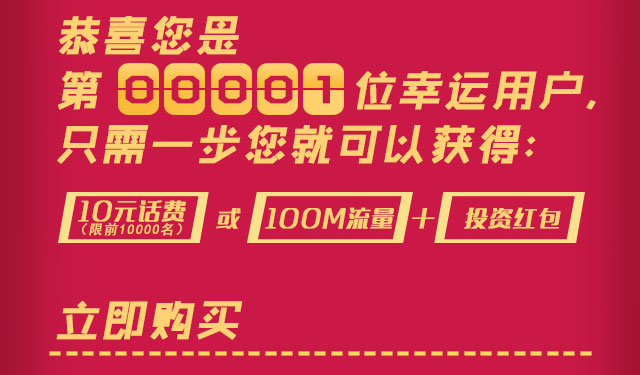 恭喜您是
第 00001 位幸运用户,
只需一步您就可以获得:
10元话费 或 100M流量 + 投资红包
(限前10000名)
立即购买